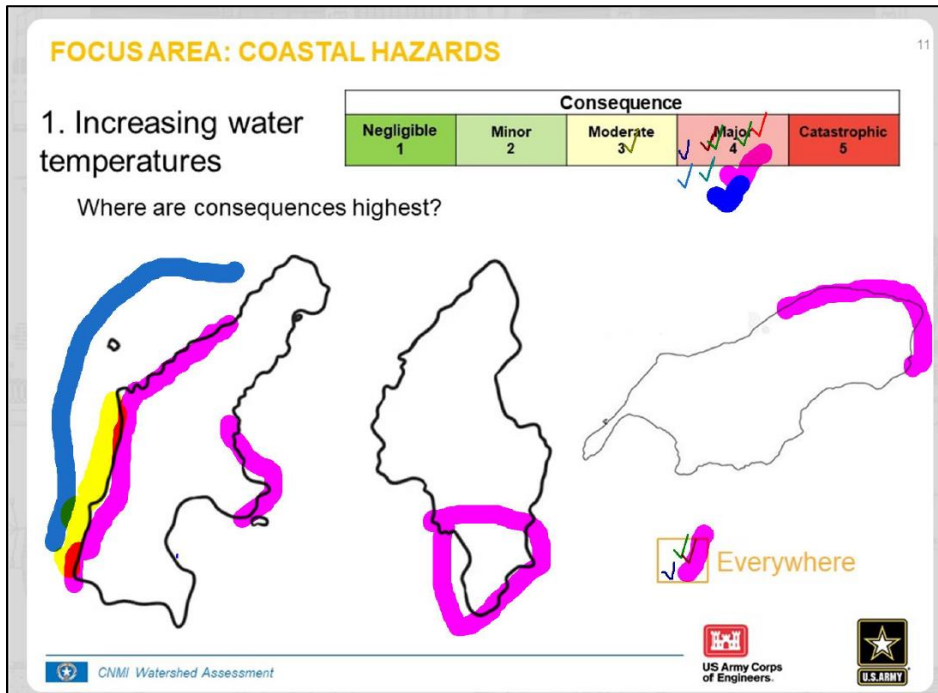 FOCUS AREA: COASTAL HAZARDS
11
1. Increasing water
temperatures
Consequence
Negligible
1
Minor
2
Moderate
3
Major
4
Catastrophic
5
Where are consequences highest?
Everywhere
CNMI Watershed Assessment
US Army Corps
of Engineers.
U.S.ARMY